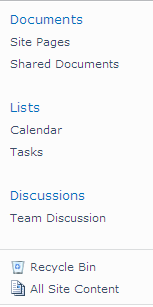 Documents
Site Pages
Shared Documents
Lists
Calendar
Tasks
Discussions
Team Discussion
Recycle Bin
All Site Content